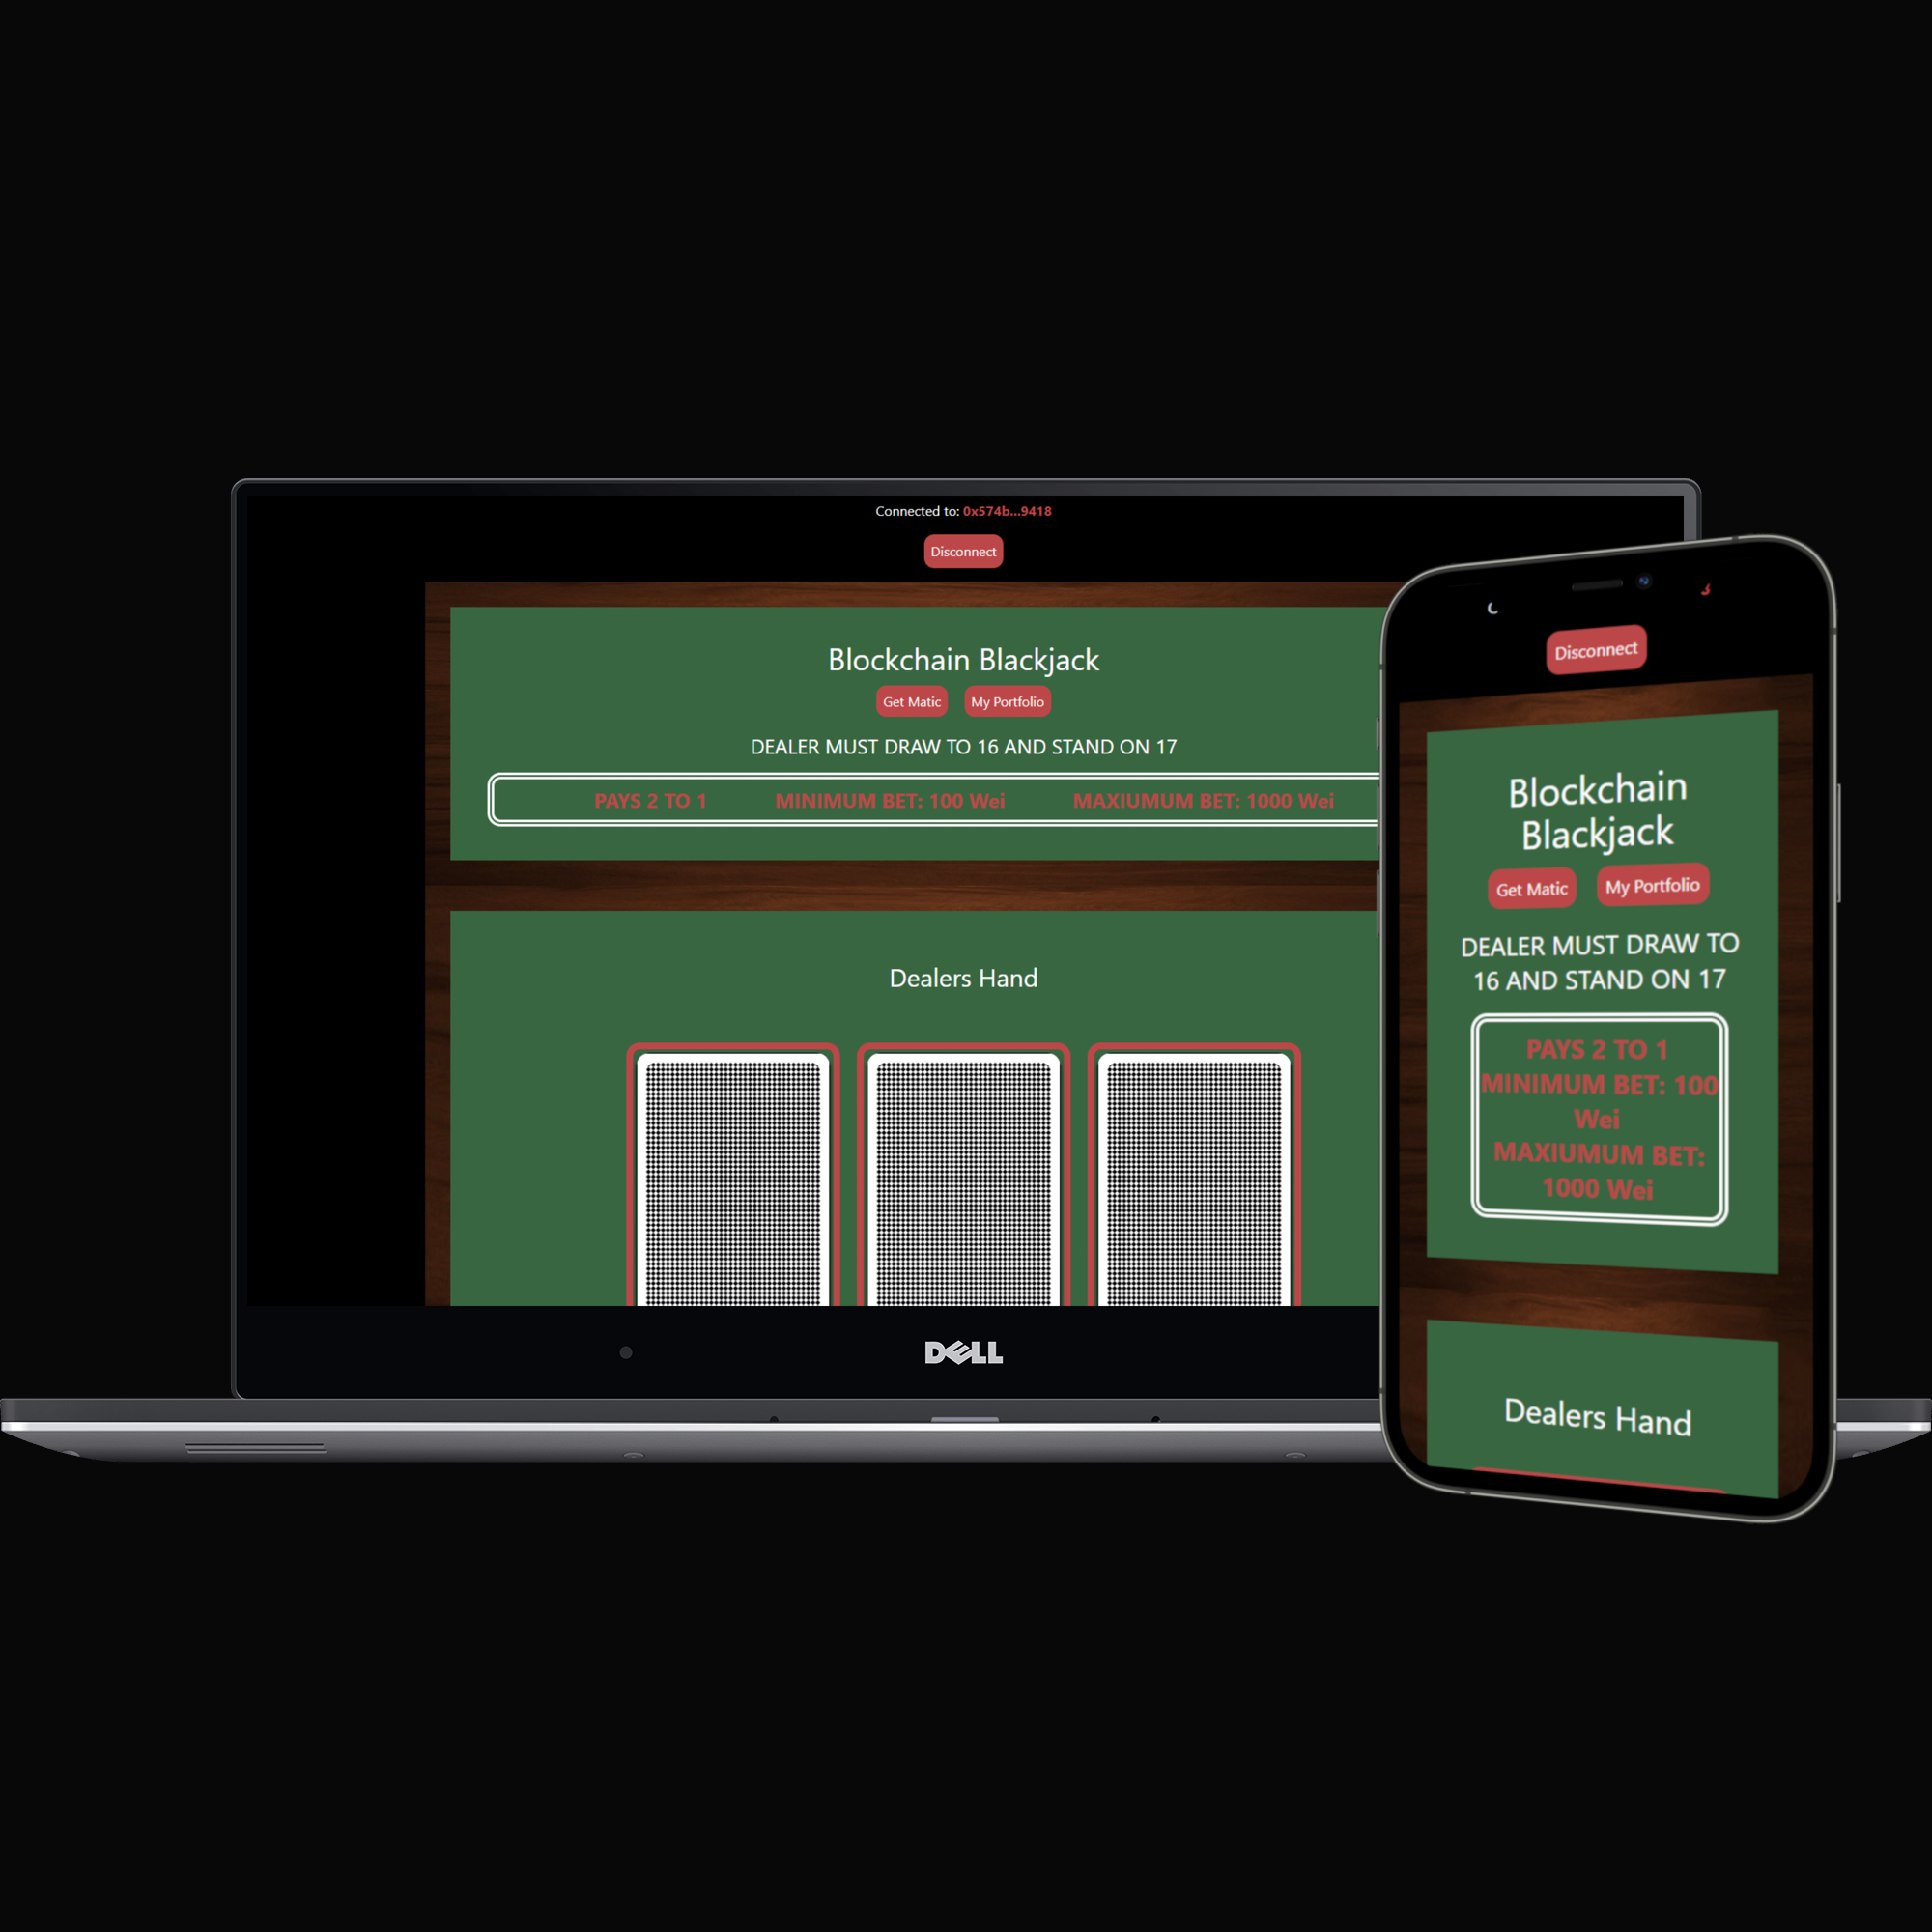 Connected to: 0x574b...9418
Disconnect
Blockchain Blackjack
Get Matic My Portfolio
DEALER MUST DRAW TO 16 AND STAND ON 17
PAYS 2 TO 1 MINIMUM BET: 100 Wei MAXIUMUM BET: 1000 Wei
Dealers Hand
DELL
Disconnect
Blockchain
Blackjack
Get Matic My Portfolio
DEALER MUST DRAW TO
16 AND STAND ON 17
PAYS 2 TO 1
MINIMUM BET: 100
Wei
MAXIUMUM BET:
1000 Wei
Dealers Hand